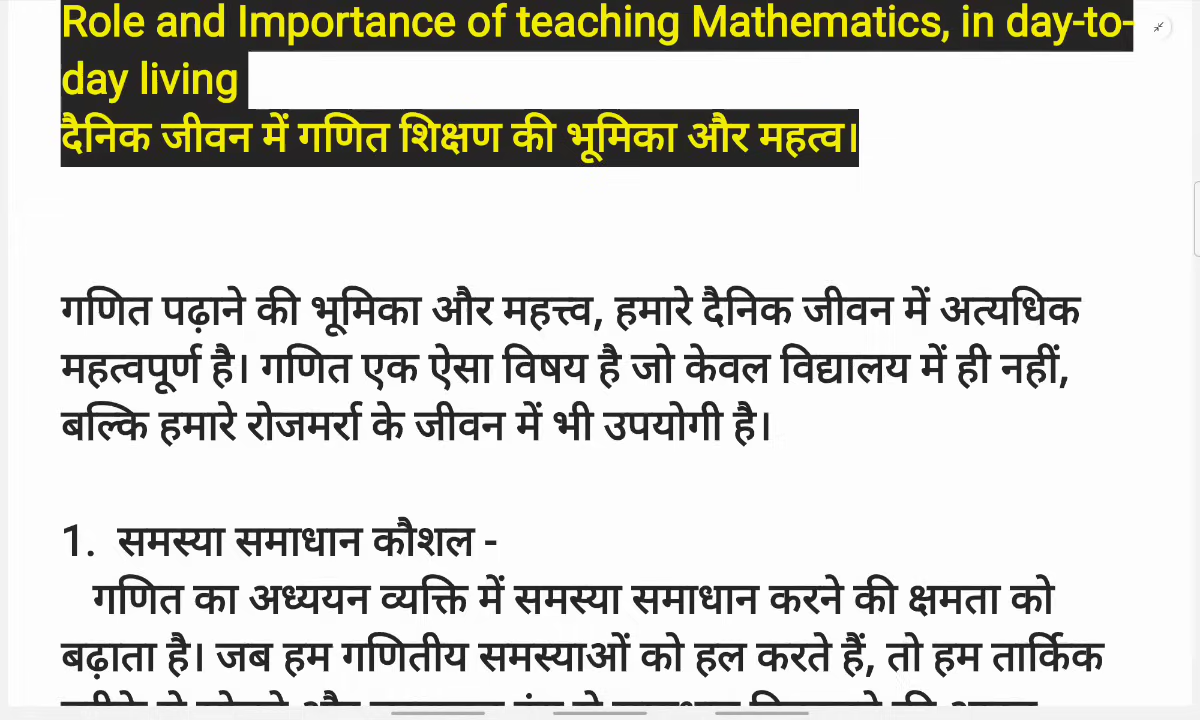 Role and Importance of teaching Mathematics, in day-to-
day living
दैनिक जीवन में गणित शिक्षण की भूमिका और महत्व।
गणित पढ़ाने की भूमिका और महत्त्व, हमारे दैनिक जीवन में अत्यधिक
महत्वपूर्ण है। गणित एक ऐसा विषय है जो केवल विद्यालय में ही नहीं,
बल्कि हमारे रोजमर्रा के जीवन में भी उपयोगी है।
1. समस्या समाधान कौशल -
गणित का अध्ययन व्यक्ति में समस्या समाधान करने की क्षमता को
बढ़ाता है। जब हम गणितीय समस्याओं को हल करते हैं, तो हम तार्किक